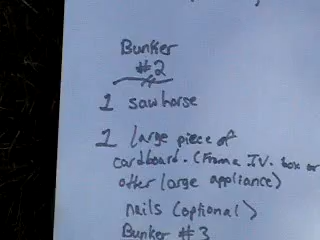 Bunker
#2
1 sawhorse
1 large piece of
cardboard. (From a T.V. box or
other large appliance)
nails (optional)
Bunker #3